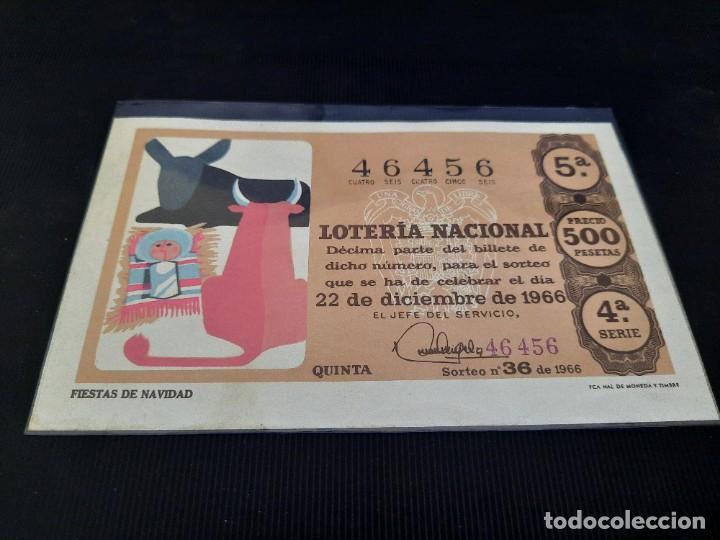 46456
CUATRO SEIS CUATRO CINCO SEIS
5ª
LOTERÍA NACIONAL
Décima parte del billete de
dicho número, para el sorteo
que se ha de celebrar el día
22 de diciembre de 1966
EL JEFE DEL SERVICIO,
PRECIO
500
PESETAS
4ª
SERIE
46456
QUINTA
Sorteo nº 36 de 1966
FIESTAS DE NAVIDAD
FCA NAL DE MONEDA Y TIMBRE
todocoleccion
todocoleccion.net